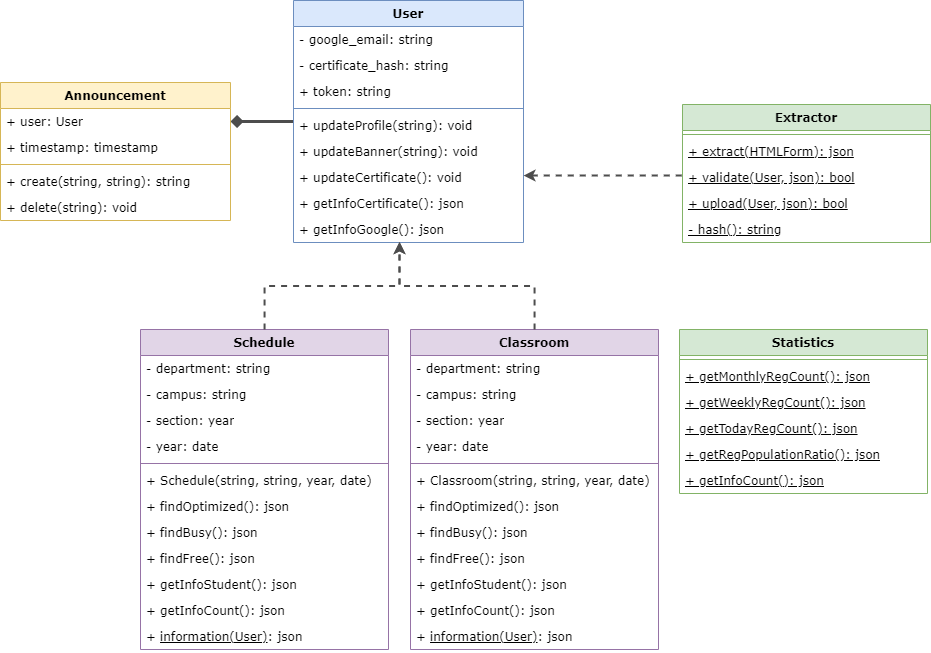 User
- google_email: string
- certificate_hash: string
+ token: string
+ updateProfile(string): void
+ updateBanner(string): void
+ updateCertificate(): void
+ getInfoCertificate(): json
+ getInfoGoogle(): json
Announcement
+ user: User
+ timestamp: timestamp
+ create(string, string): string
+ delete(string): void
Extractor
+ extract(HTMLForm): json
+ validate(User, json): bool
+ upload(User, json): bool
- hash(): string
Schedule
- department: string
- campus: string
- section: year
- year: date
+ Schedule(string, string, year, date)
+ findOptimized(): json
+ findBusy(): json
+ findFree(): json
+ getInfoStudent(): json
+ getInfoCount(): json
+ information(User): json
Classroom
- department: string
- campus: string
- section: year
- year: date
+ Classroom(string, string, year, date)
+ findOptimized(): json
+ findBusy(): json
+ findFree(): json
+ getInfoStudent(): json
+ getInfoCount(): json
+ information(User): json
Statistics
+ getMonthlyRegCount(): json
+ getWeeklyRegCount(): json
+ getTodayRegCount(): json
+ getRegPopulationRatio(): json
+ getInfoCount(): json